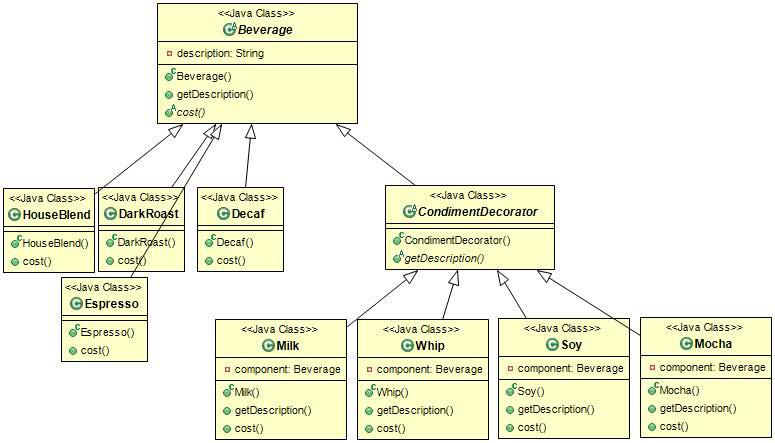 <<Java Class>>
Beverage
description: String
Beverage()
getDescription()
cost()
<<Java Class>>
HouseBlend
HouseBlend()
cost()
<<Java Class>>
DarkRoast
DarkRoast()
cost()
<<Java Class>>
Decaf
Decaf()
cost()
<<Java Class>>
CondimentDecorator
CondimentDecorator()
getDescription()
<<Java Class>>
Espresso
Espresso()
cost()
<<Java Class>>
Milk
component: Beverage
Milk()
getDescription()
cost()
<<Java Class>>
Whip
component: Beverage
Whip()
getDescription()
cost()
<<Java Class>>
Soy
component: Beverage
Soy()
getDescription()
cost()
<<Java Class>>
Mocha
component: Beverage
Mocha()
getDescription()
cost()